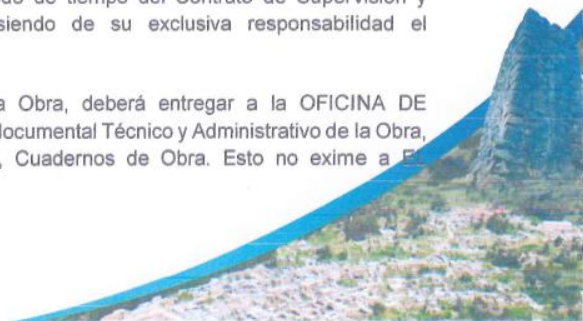 de tiempo del Contrato de Supervisión y
siendo de su exclusiva responsabilidad el
a Obra, deberá entregar a la OFICINA DE
documental Técnico y Administrativo de la Obra,
, Cuadernos de Obra. Esto no exime a EL